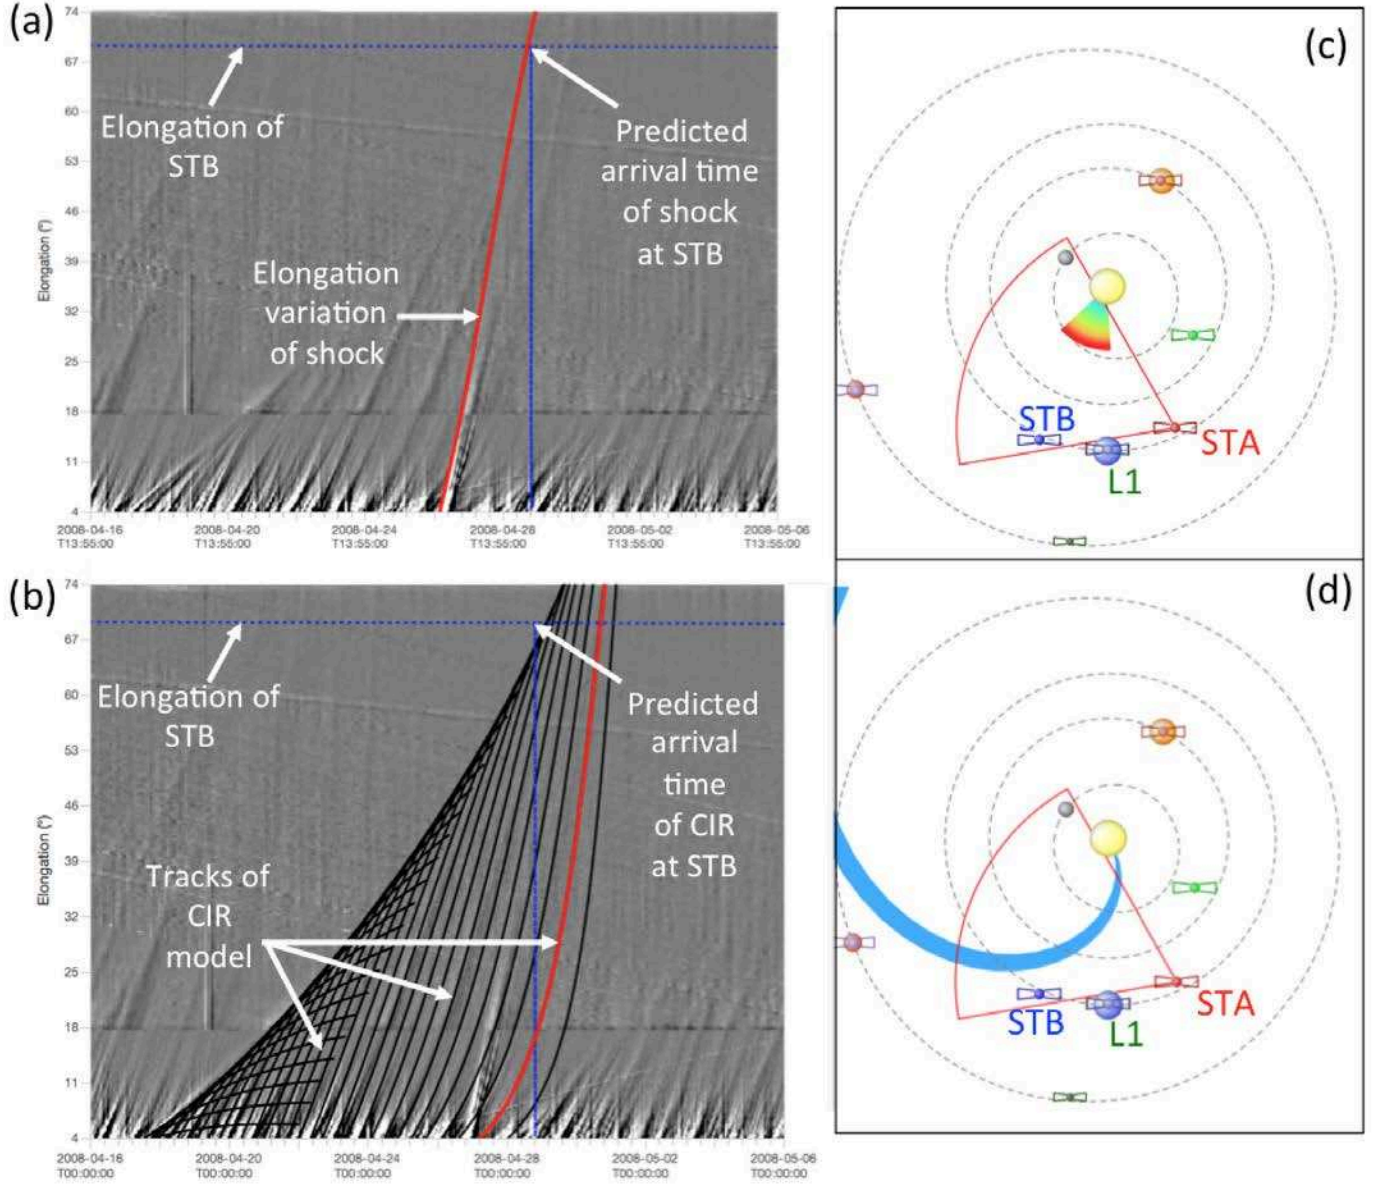 (a)
74
67
60
53
46
39
32
25
18
11
4
Elongation (°)
Elongation of
STB
Predicted
arrival time
of shock
at STB
Elongation
variation
of shock
2008-04-16
T13:55:00
2008-04-20
T13:55:00
2008-04-24
T13:55:00
2008-04-28
T13:55:00
2008-05-02
T13:55:00
2008-05-06
T13:55:00
(c)
STB
STA
L1
(b)
74
67
60
53
46
39
32
25
18
11
4
Elongation (°)
Elongation of
STB
Predicted
arrival
time
of CIR
at STB
Tracks of
CIR
model
2008-04-16
T00:00:00
2008-04-20
T00:00:00
2008-04-24
T00:00:00
2008-04-28
T00:00:00
2008-05-02
T00:00:00
2008-05-06
T00:00:00
(d)
STB
STA
L1